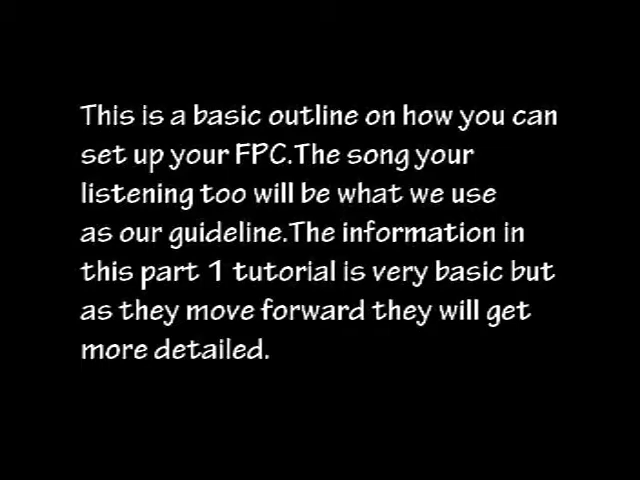 This is a basic outline on how you can
set up your FPC.The song your
listening too will be what we use
as our guideline.The information in
this part 1 tutorial is very basic but
as they move forward they will get
more detailed.